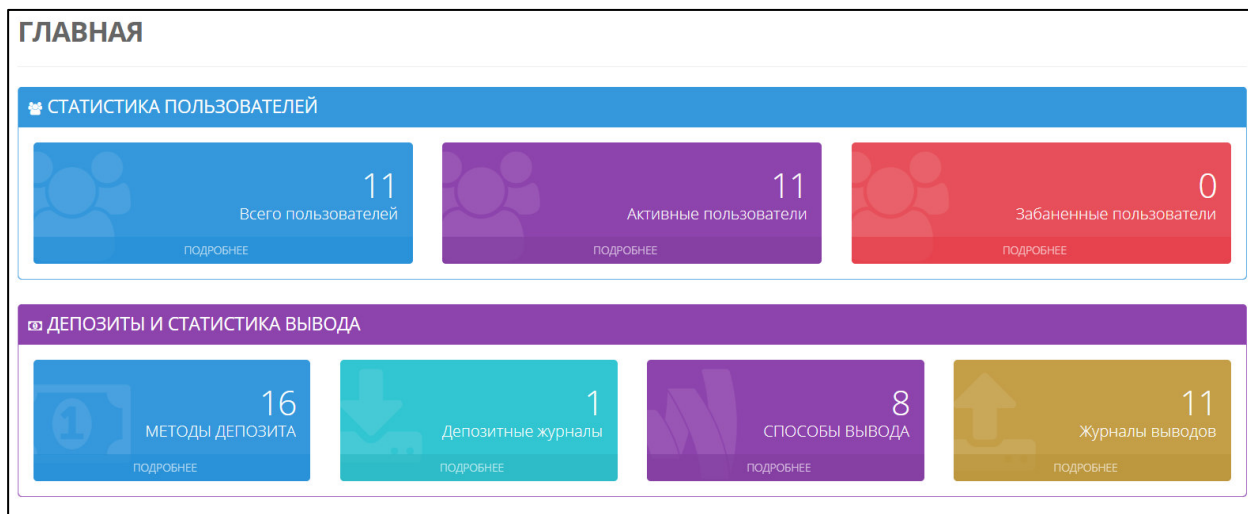 ГЛАВНАЯ
СТАТИСТИКА ПОЛЬЗОВАТЕЛЕЙ
11
Всего пользователей
ПОДРОБНЕЕ
11
Активные пользователи
ПОДРОБНЕЕ
0
Забаненные пользователи
ПОДРОБНЕЕ
ДЕПОЗИТЫ И СТАТИСТИКА ВЫВОДА
16
МЕТОДЫ ДЕПОЗИТА
ПОДРОБНЕЕ
1
Депозитные журналы
ПОДРОБНЕЕ
8
СПОСОБЫ ВЫВОДА
ПОДРОБНЕЕ
11
Журналы выводов
ПОДРОБНЕЕ